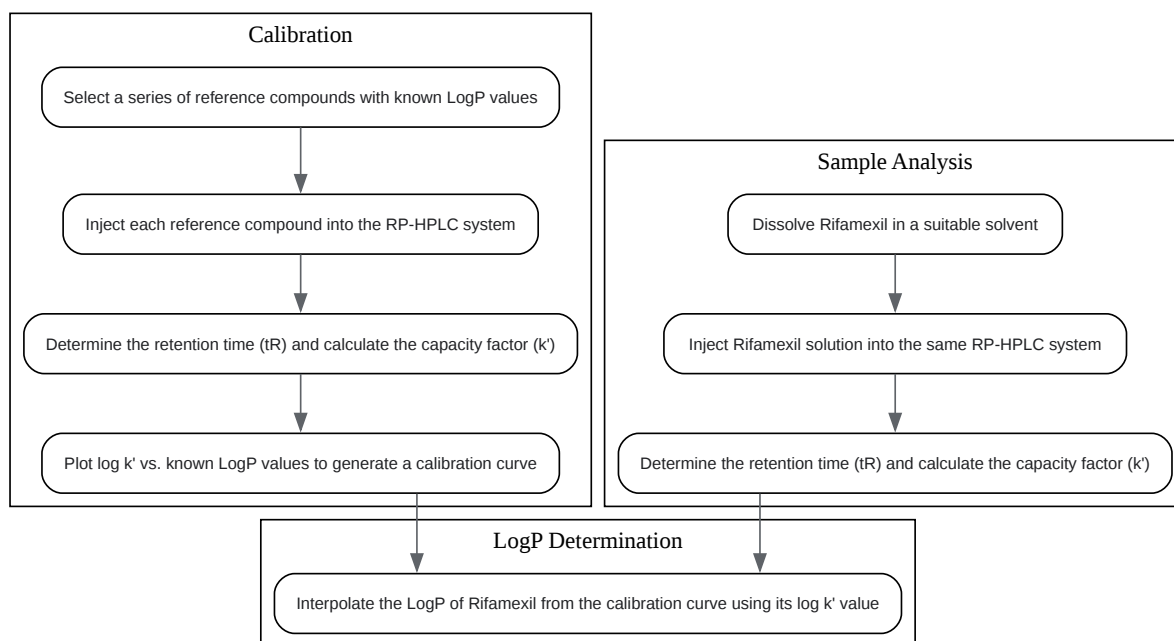 Calibration
Select a series of reference compounds with known LogP values
Inject each reference compound into the RP-HPLC system
Determine the retention time (tR) and calculate the capacity factor (k')
Plot log k' vs. known LogP values to generate a calibration curve
Sample Analysis
Dissolve Rifamexil in a suitable solvent
Inject Rifamexil solution into the same RP-HPLC system
Determine the retention time (tR) and calculate the capacity factor (k')
LogP Determination
Interpolate the LogP of Rifamexil from the calibration curve using its log k' value